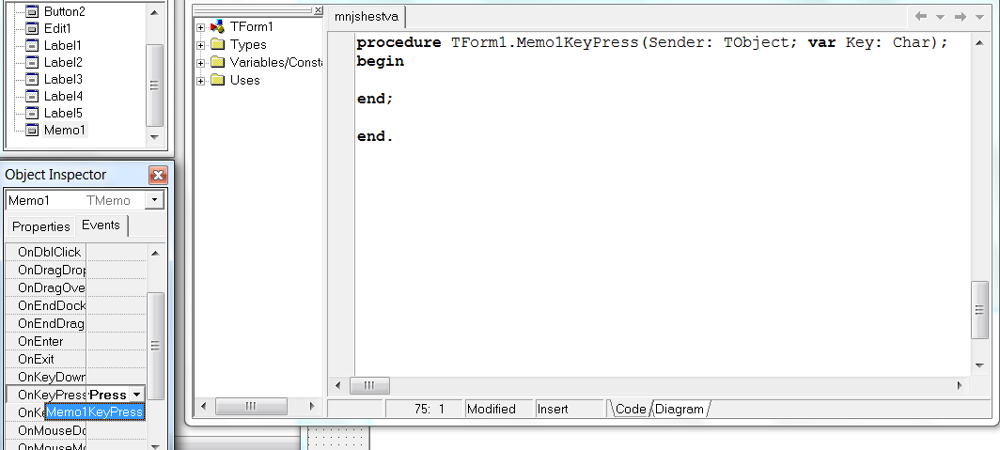 Button2
Edit1
Label1
Label2
Label3
Label4
Label5
Memo1
Object Inspector
Memo1 TMemo
Properties Events
OnDblClick
OnDragDrop
OnDragOve
OnEndDock
OnEndDrag
OnEnter
OnExit
OnKeyDown
OnKeyPress Press
OnKe
Memo1KeyPress
OnMouseDo
OnMouseMo
TForm1
Types
Variables/Consta
Uses
mnjshestva
procedure TForm1.Memo1KeyPress(Sender: TObject; var Key: Char);
begin
end;
end.
75: 1 Modified Insert Code Diagram